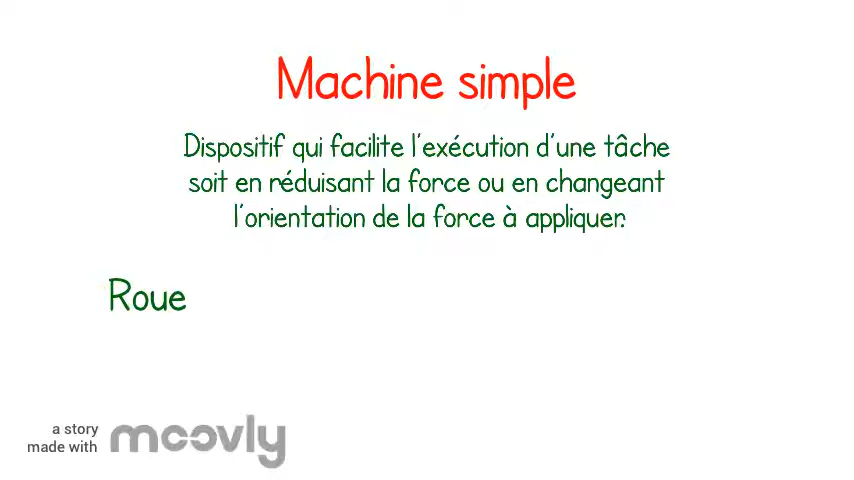 Machine simple
Dispositif qui facilite l'exécution d'une tâche
soit en réduisant la force ou en changeant
l'orientation de la force à appliquer.
Roue
a story
made with
moovly